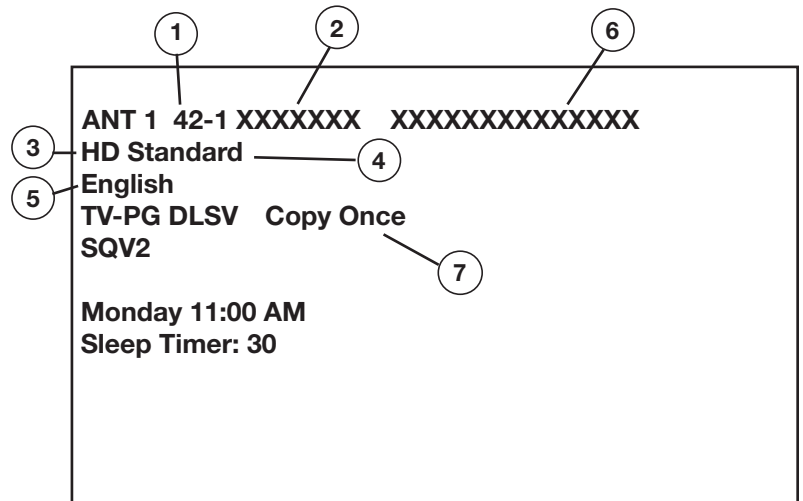 1 2 6
ANT 1 42-1 XXXXXXX XXXXXXXXXXXXXX
3 HD Standard 4
5 English
TV-PG DLSV Copy Once
SQV2
7
Monday 11:00 AM
Sleep Timer: 30